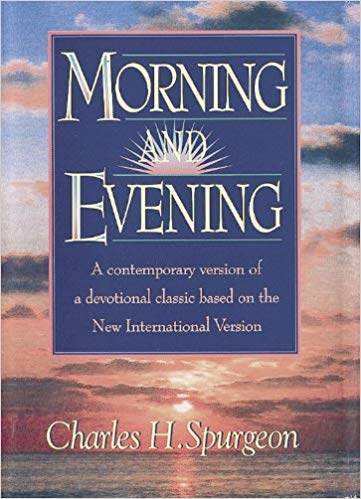 MORNING
AND
EVENING
A contemporary version of
a devotional classic based on the
New International Version
Charles H. Spurgeon